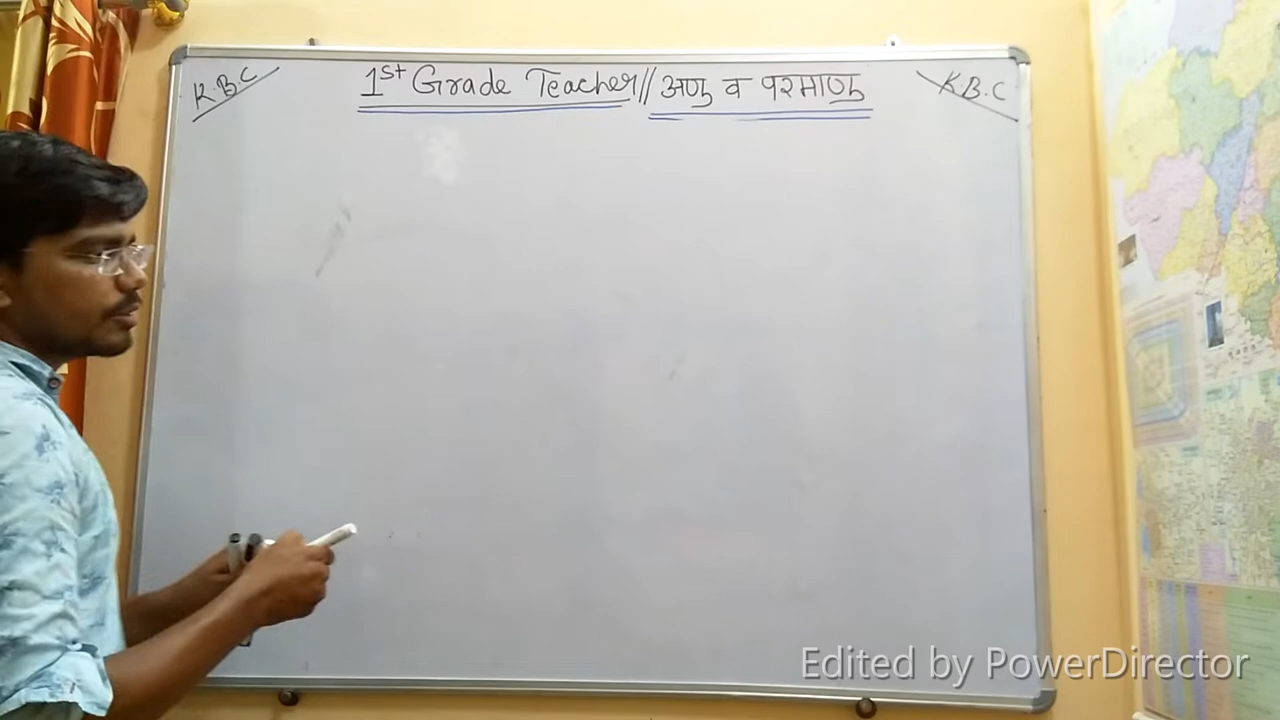 K.B.C
1st Grade Teacher // अणु व परमाणु
K.B.C
Edited by PowerDirector